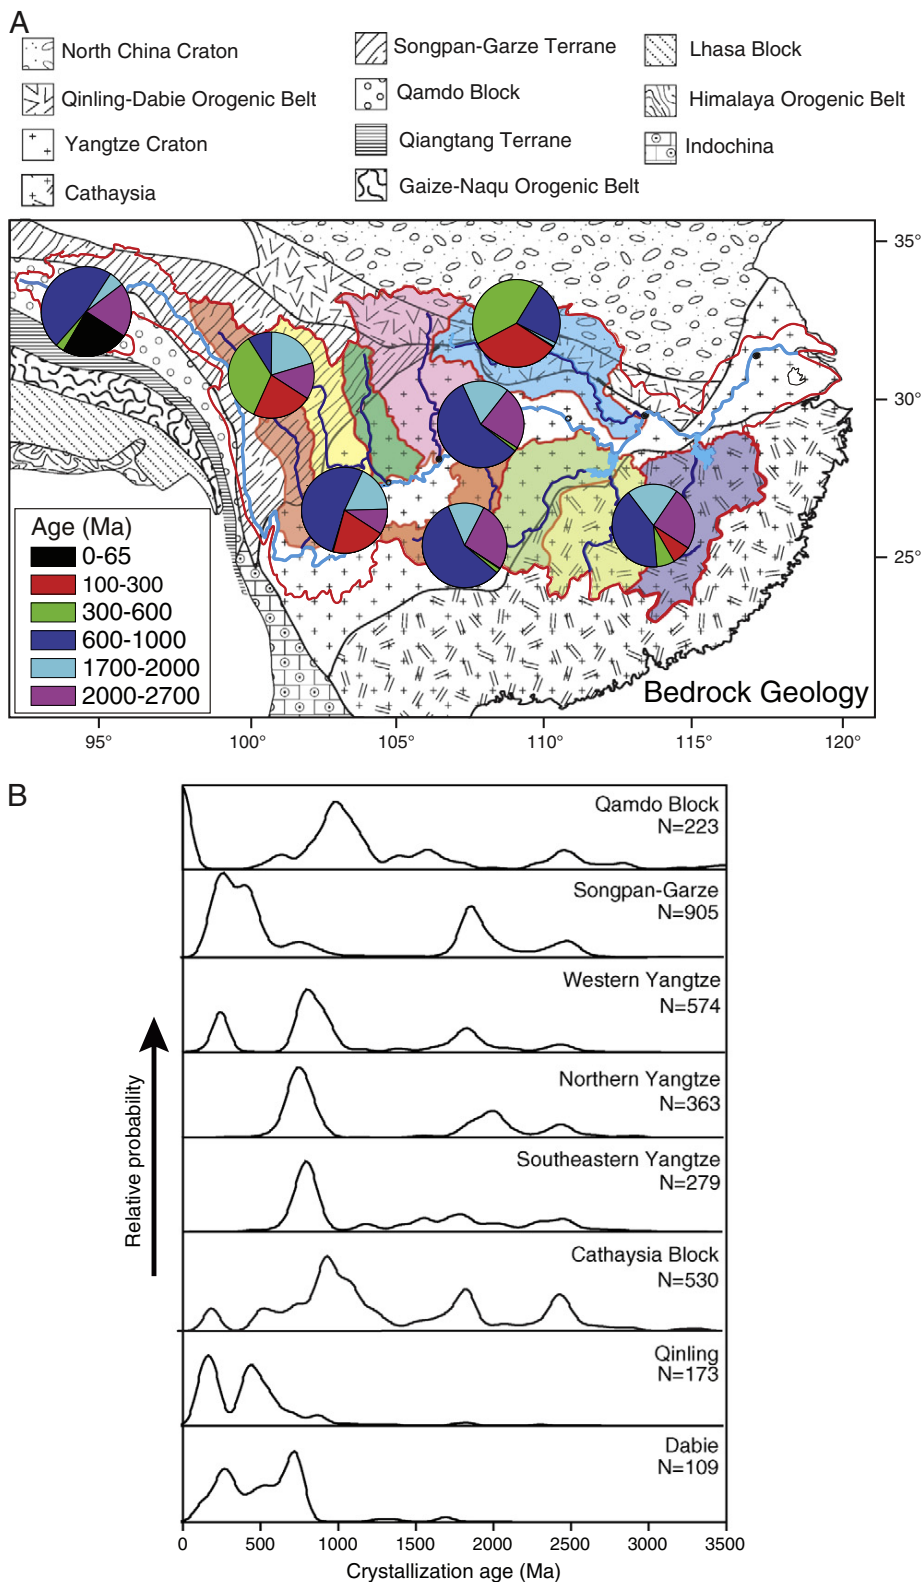 A
North China Craton
Qinling-Dabie Orogenic Belt
Yangtze Craton
Cathaysia
Songpan-Garze Terrane
Qamdo Block
Qiangtang Terrane
Gaize-Naqu Orogenic Belt
Lhasa Block
Himalaya Orogenic Belt
Indochina
35°
30°
25°
Age (Ma)
0-65
100-300
300-600
600-1000
1700-2000
2000-2700
Bedrock Geology
95°
100°
105°
110°
115°
120°
B
Qamdo Block
N=223
Songpan-Garze
N=905
Western Yangtze
N=574
Northern Yangtze
N=363
Southeastern Yangtze
N=279
Cathaysia Block
N=530
Qinling
N=173
Dabie
N=109
Relative probability
0 500 1000 1500 2000 2500 3000 3500
Crystallization age (Ma)